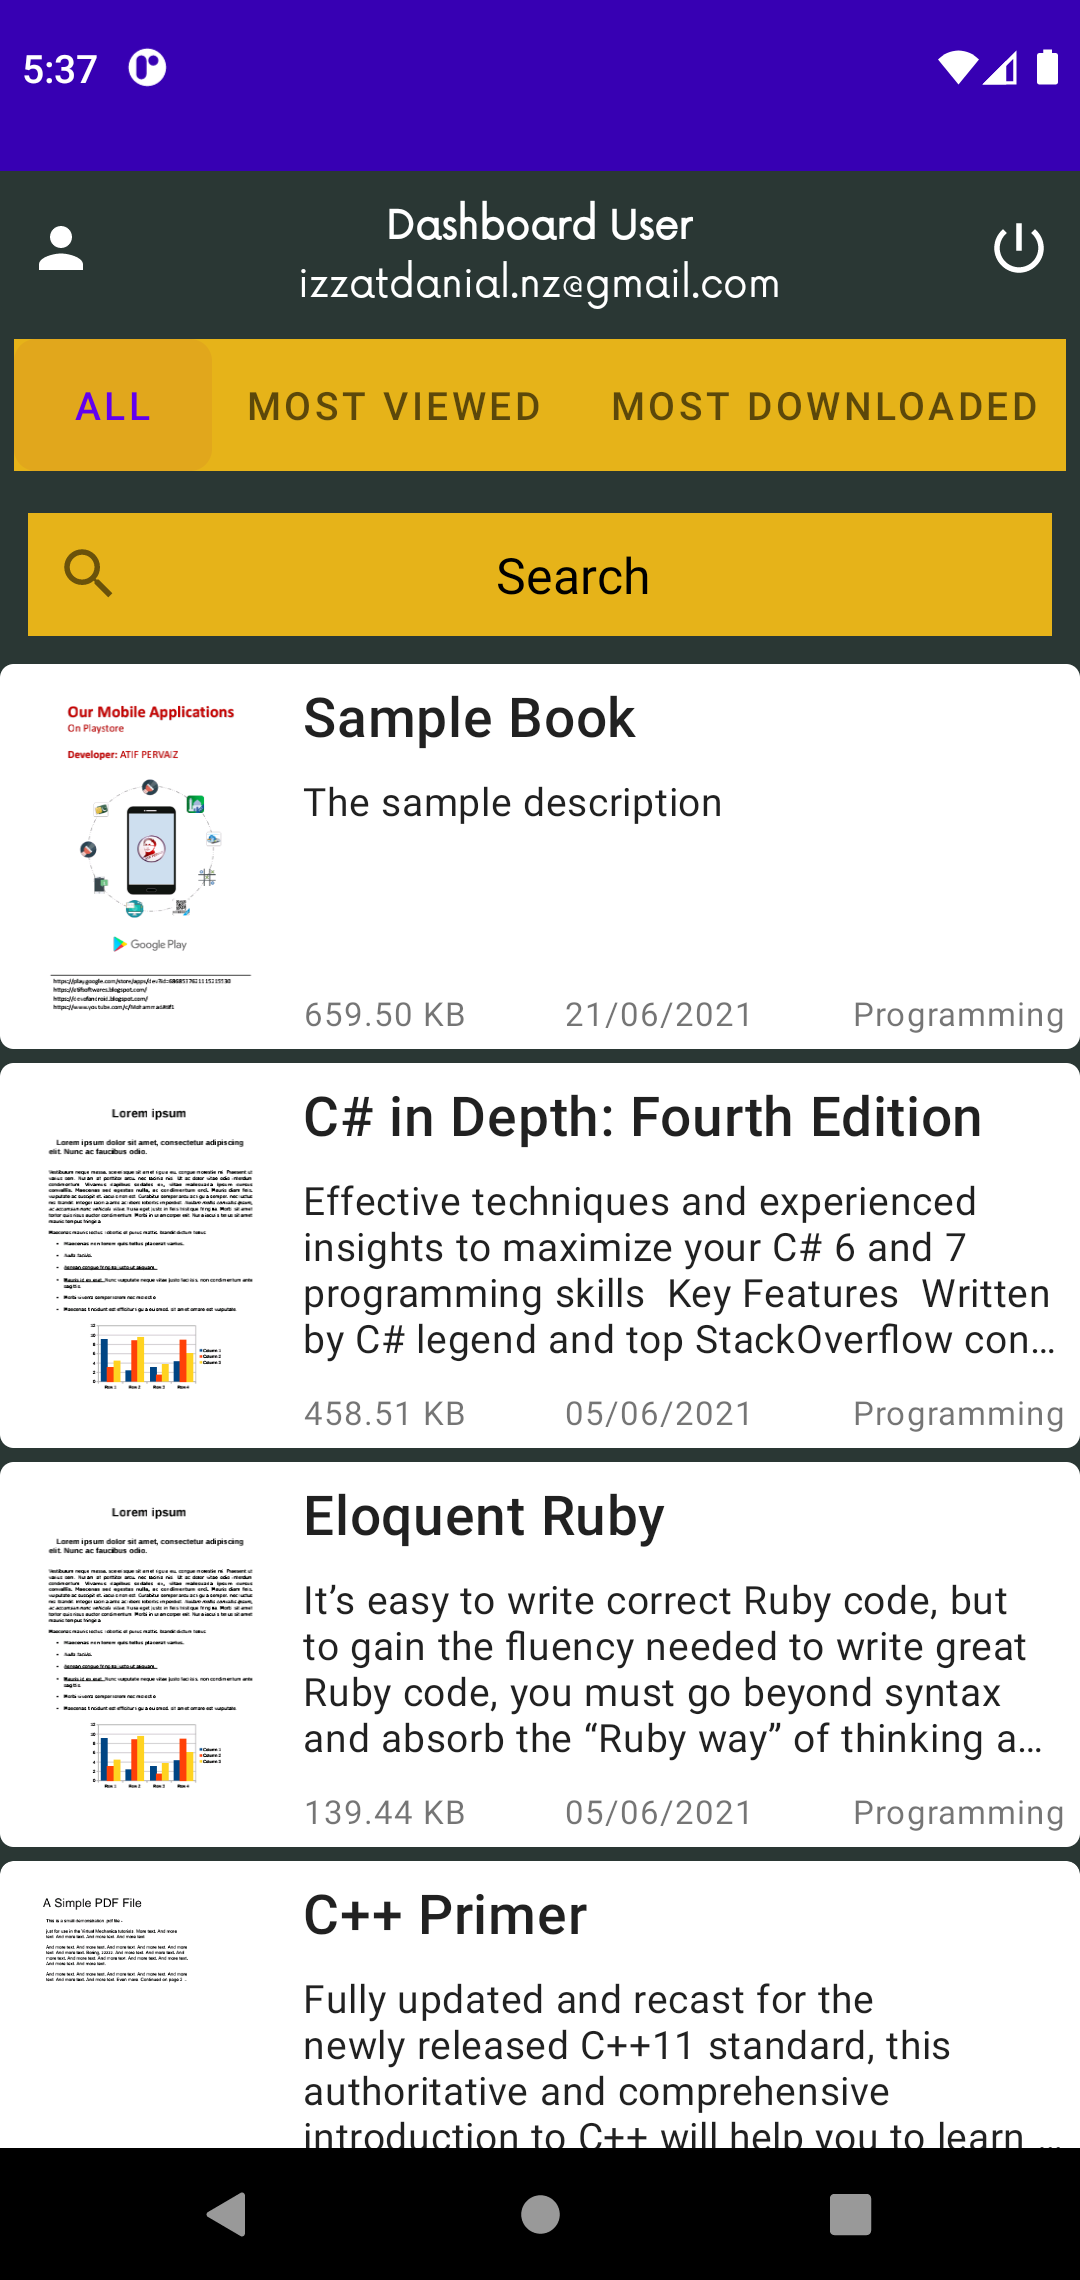 5:37
Dashboard User
izzatdanial.nz@gmail.com
ALL
MOST VIEWED
MOST DOWNLOADED
Search
Our Mobile Applications
On Playstore
Developer: ATIF PERVAIZ
Google Play
Sample Book
The sample description
659.50 KB
21/06/2021
Programming
Lorem ipsum
Lorem ipsum dolor sit amet, consectetur adipiscing
elit. Nunc ac faucibus odio.
C# in Depth: Fourth Edition
Effective techniques and experienced
insights to maximize your C# 6 and 7
programming skills  Key Features  Written
by C# legend and top StackOverflow con…
458.51 KB
05/06/2021
Programming
Lorem ipsum
Lorem ipsum dolor sit amet, consectetur adipiscing
elit. Nunc ac faucibus odio.
Eloquent Ruby
It’s easy to write correct Ruby code, but
to gain the fluency needed to write great
Ruby code, you must go beyond syntax
and absorb the “Ruby way” of thinking a…
139.44 KB
05/06/2021
Programming
A Simple PDF File
C++ Primer
Fully updated and recast for the
newly released C++11 standard, this
authoritative and comprehensive
introduction to C++ will help you to learn …